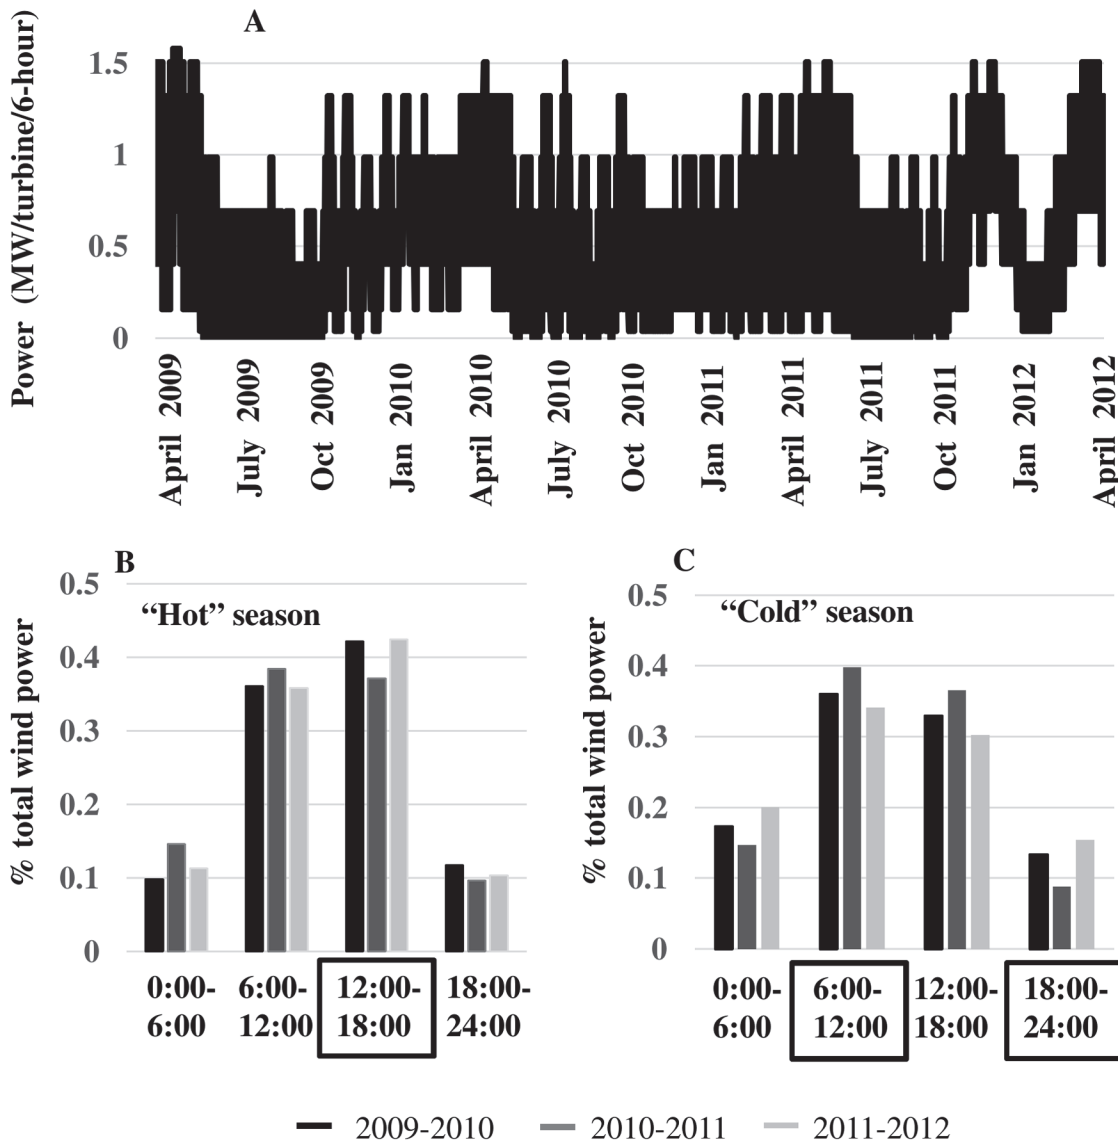 A
Power (MW/turbine/6-hour)
1.5
1
0.5
0
April 2009
July 2009
Oct 2009
Jan 2010
April 2010
July 2010
Oct 2010
Jan 2011
April 2011
July 2011
Oct 2011
Jan 2012
April 2012
B
“Hot” season
% total wind power
0.5
0.4
0.3
0.2
0.1
0
0:00-
6:00
6:00-
12:00
12:00-
18:00
18:00-
24:00
C
“Cold” season
% total wind power
0.5
0.4
0.3
0.2
0.1
0
0:00-
6:00
6:00-
12:00
12:00-
18:00
18:00-
24:00
2009-2010
2010-2011
2011-2012